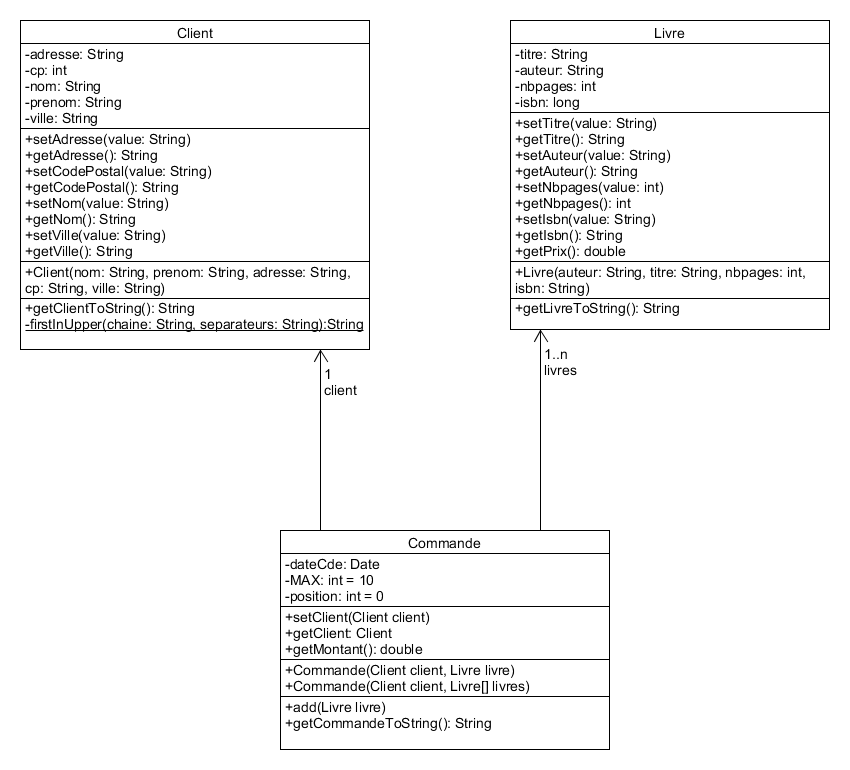 Client
-adresse: String
-cp: int
-nom: String
-prenom: String
-ville: String
+setAdresse(value: String)
+getAdresse(): String
+setCodePostal(value: String)
+getCodePostal(): String
+setNom(value: String)
+getNom(): String
+setVille(value: String)
+getVille(): String
+Client(nom: String, prenom: String, adresse: String,
cp: String, ville: String)
+getClientToString(): String
-firstInUpper(chaine: String, separateurs: String):String
Livre
-titre: String
-auteur: String
-nbpages: int
-isbn: long
+setTitre(value: String)
+getTitre(): String
+setAuteur(value: String)
+getAuteur(): String
+setNbpages(value: int)
+getNbpages(): int
+setIsbn(value: String)
+getIsbn(): String
+getPrix(): double
+Livre(auteur: String, titre: String, nbpages: int,
isbn: String)
+getLivreToString(): String
1
client
1..n
livres
Commande
-dateCde: Date
-MAX: int = 10
-position: int = 0
+setClient(Client client)
+getClient: Client
+getMontant(): double
+Commande(Client client, Livre livre)
+Commande(Client client, Livre[] livres)
+add(Livre livre)
+getCommandeToString(): String